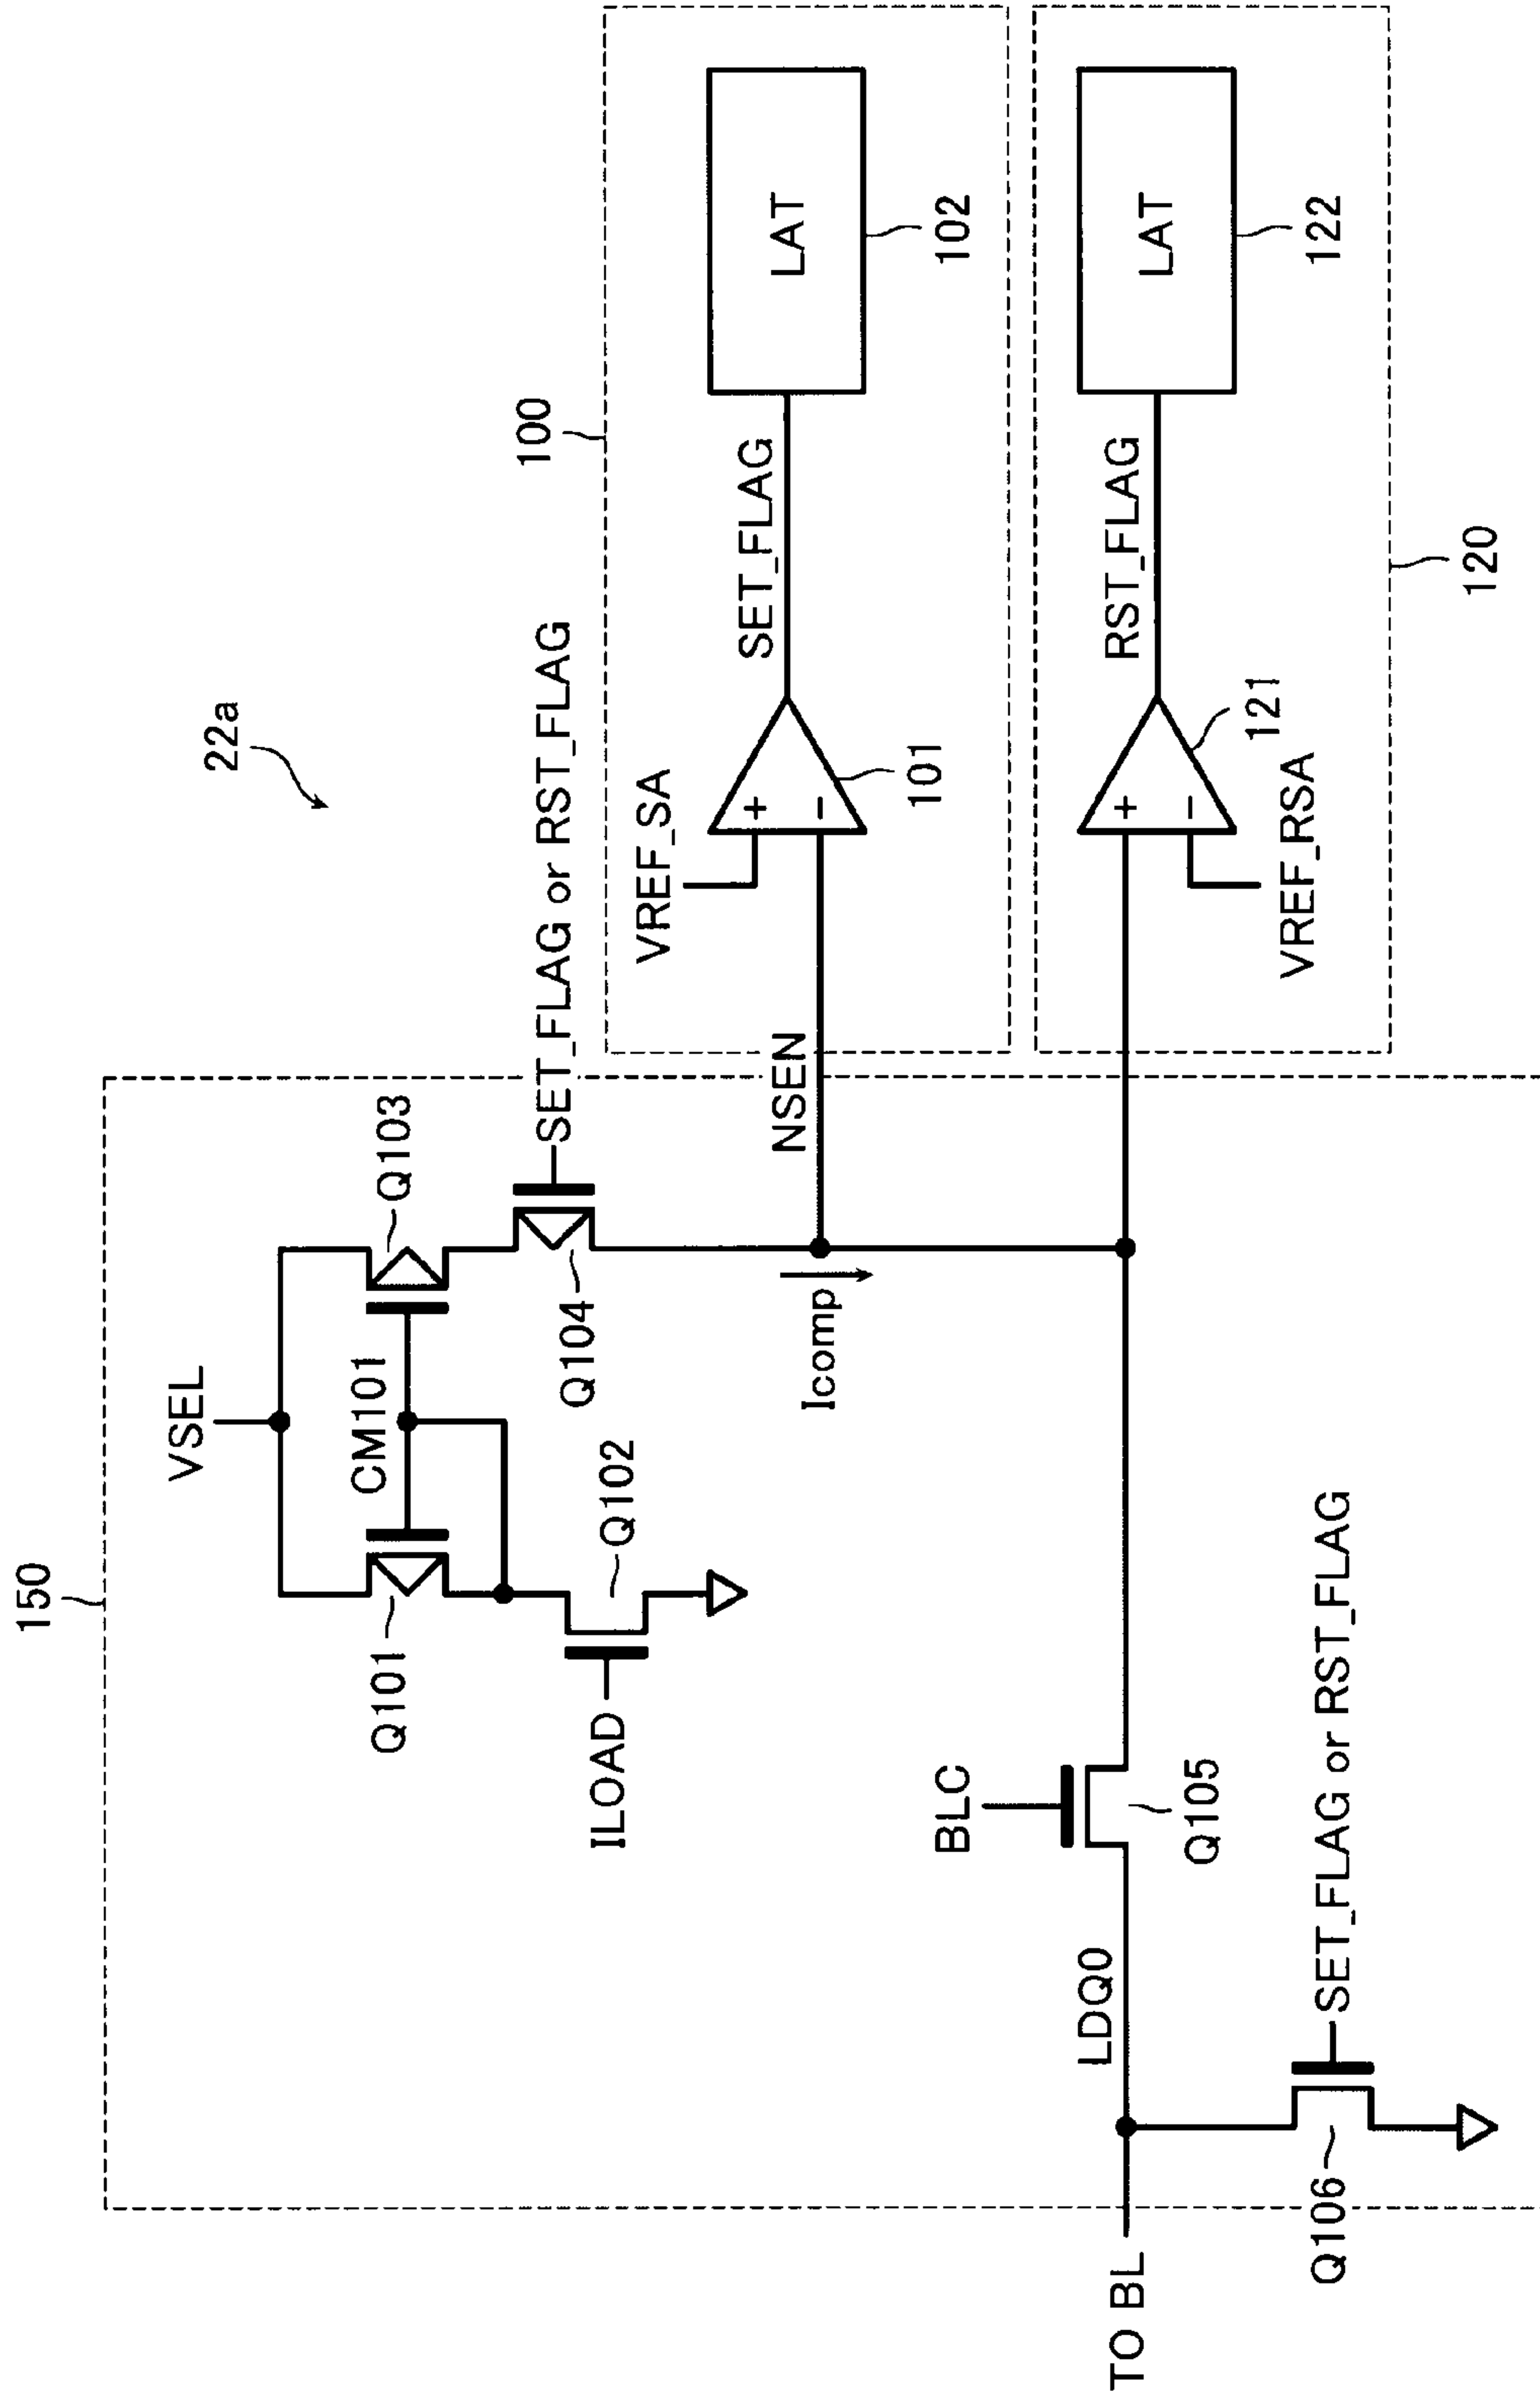 22a
150
VSEL
Q101
CM101
Q103
ILOAD
Q102
Q104
SET_FLAG or RST_FLAG
100
VREF_SA
NSEN
+
−
101
SET_FLAG
LAT
102
Icomp
BLC
TO BL
LDQ0
Q105
+
−
121
RST_FLAG
LAT
122
VREF_RSA
Q106
SET_FLAG or RST_FLAG
120